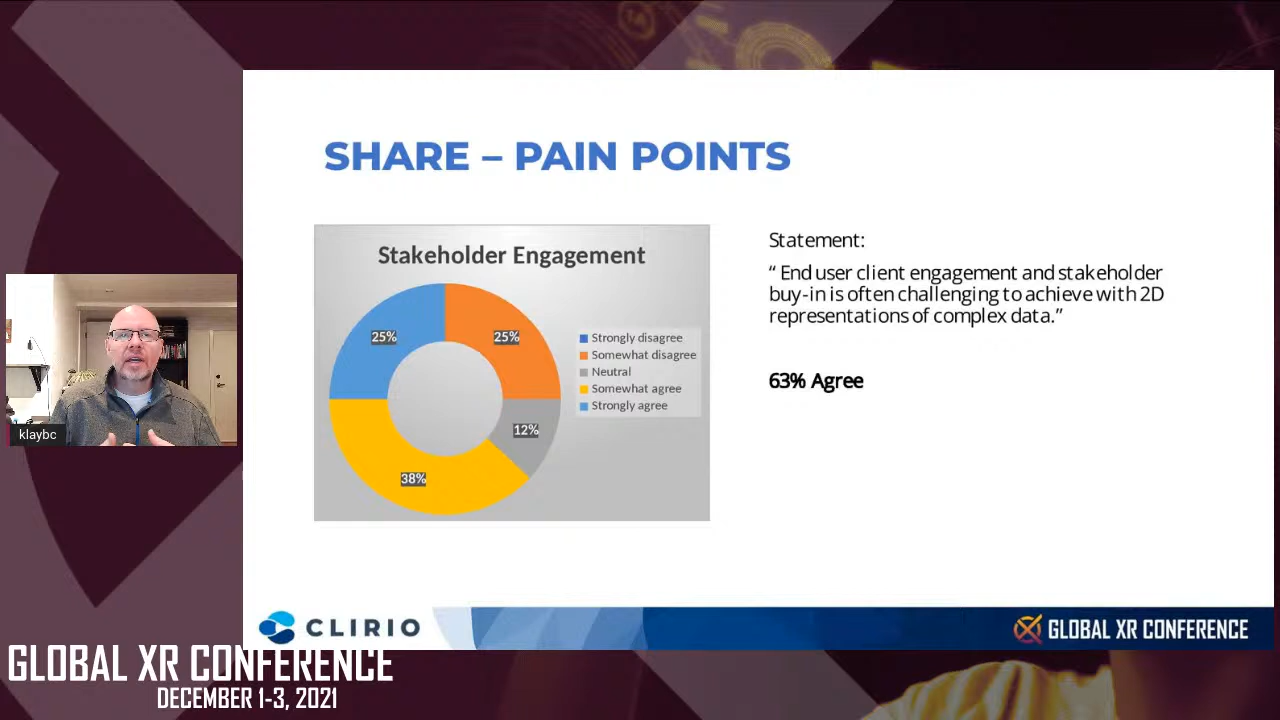 SHARE – PAIN POINTS
Stakeholder Engagement
25%
25%
12%
38%
Strongly disagree
Somewhat disagree
Neutral
Somewhat agree
Strongly agree
Statement:
“ End user client engagement and stakeholder
buy-in is often challenging to achieve with 2D
representations of complex data.”
63% Agree
klaybc
CLIRIO
GLOBAL XR CONFERENCE
GLOBAL XR CONFERENCE
DECEMBER 1-3, 2021